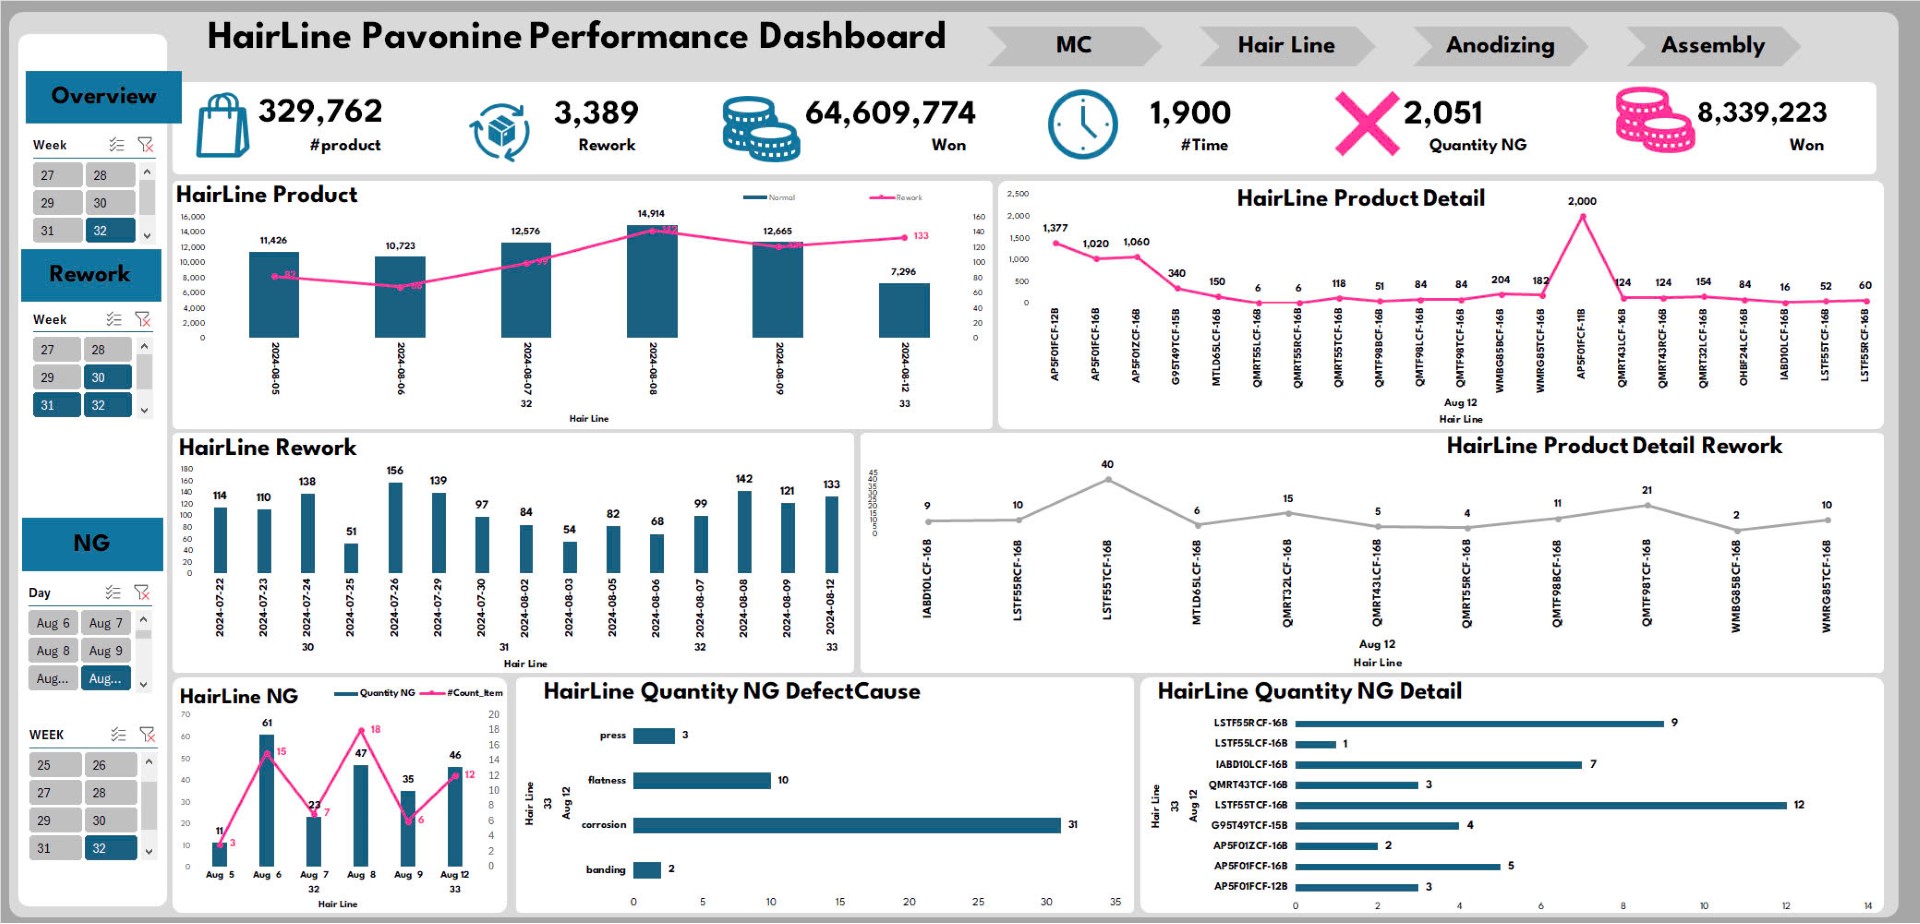 HairLine Pavonine Performance Dashboard
MC
Hair Line
Anodizing
Assembly
Overview
329,762
#product
3,389
Rework
64,609,774
Won
1,900
#Time
2,051
Quantity NG
8,339,223
Won
Week
27 28
29 30
31 32
Rework
Week
27 28
29 30
31 32
NG
Day
Aug 6 Aug 7
Aug 8 Aug 9
Aug... Aug...
WEEK
25 26
27 28
29 30
31 32
HairLine Product
Normal Rework
16,000
14,000
12,000
10,000
8,000
6,000
4,000
2,000
0
160
140
120
100
80
60
40
20
0
11,426 10,723 12,576 14,914 12,665 7,296
82 68 99 142 121 133
2024-08-05 2024-08-06 2024-08-07 2024-08-08 2024-08-09 2024-08-12
32 33
Hair Line
HairLine Product Detail
2,500
2,000
1,500
1,000
500
0
1,377 1,020 1,060 340 150 6 6 118 51 84 84 204 182 2,000 124 124 154 84 16 52 60
AP5F01FCF-12B AP5F01FCF-16B AP5F01ZCF-16B G95T49TCF-15B MTLD65LCF-16B QMRT55LCF-16B QMRT55RCF-16B QMRT55TCF-16B QMTF98BCF-16B QMTF98LCF-16B QMTF98TCF-16B WMBG85BCF-16B WMRG85TCF-16B AP5F01FCF-11B QMRT43LCF-16B QMRT43RCF-16B QMRT32LCF-16B OHBF24LCF-16B IABD10LCF-16B LSTF55TCF-16B LSTF55RCF-16B
Aug 12
Hair Line
HairLine Rework
180
160
140
120
100
80
60
40
20
0
114 110 138 51 156 139 97 84 54 82 68 99 142 121 133
2024-07-22 2024-07-23 2024-07-24 2024-07-25 2024-07-26 2024-07-29 2024-07-30 2024-08-02 2024-08-03 2024-08-05 2024-08-06 2024-08-07 2024-08-08 2024-08-09 2024-08-12
30 31 32 33
Hair Line
HairLine Product Detail Rework
45
40
35
30
25
20
15
10
5
0
9 10 40 6 15 5 4 11 21 2 10
IABD10LCF-16B LSTF55RCF-16B LSTF55TCF-16B MTLD65LCF-16B QMRT32LCF-16B QMRT43LCF-16B QMRT55RCF-16B QMTF98BCF-16B QMTF98TCF-16B WMBG85BCF-16B WMRG85TCF-16B
Aug 12
Hair Line
HairLine NG
Quantity NG #Count_Item
70
60
50
40
30
20
10
0
20
18
16
14
12
10
8
6
4
2
0
11 61 23 47 35 46
3 15 7 18 6 12
Aug 5 Aug 6 Aug 7 Aug 8 Aug 9 Aug 12
32 33
Hair Line
HairLine Quantity NG DefectCause
Hair Line
33
Aug 12
press 3
flatness 10
corrosion 31
banding 2
0 5 10 15 20 25 30 35
HairLine Quantity NG Detail
Hair Line
33
Aug 12
LSTF55RCF-16B 9
LSTF55LCF-16B 1
IABD10LCF-16B 7
QMRT43TCF-16B 3
LSTF55TCF-16B 12
G95T49TCF-15B 4
AP5F01ZCF-16B 2
AP5F01FCF-16B 5
AP5F01FCF-12B 3
0 2 4 6 8 10 12 14